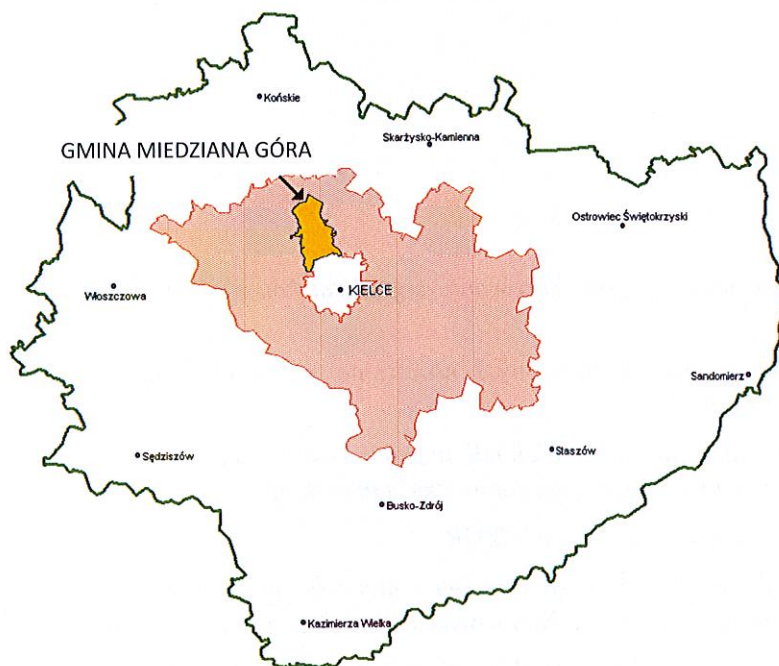 Końskie
Skarżysko-Kamienna
GMINA MIEDZIANA GÓRA
Ostrowiec Świętokrzyski
Włoszczowa
KIELCE
Sandomierz
Sędziszów
Staszów
Busko-Zdrój
Kazimierza Wielka